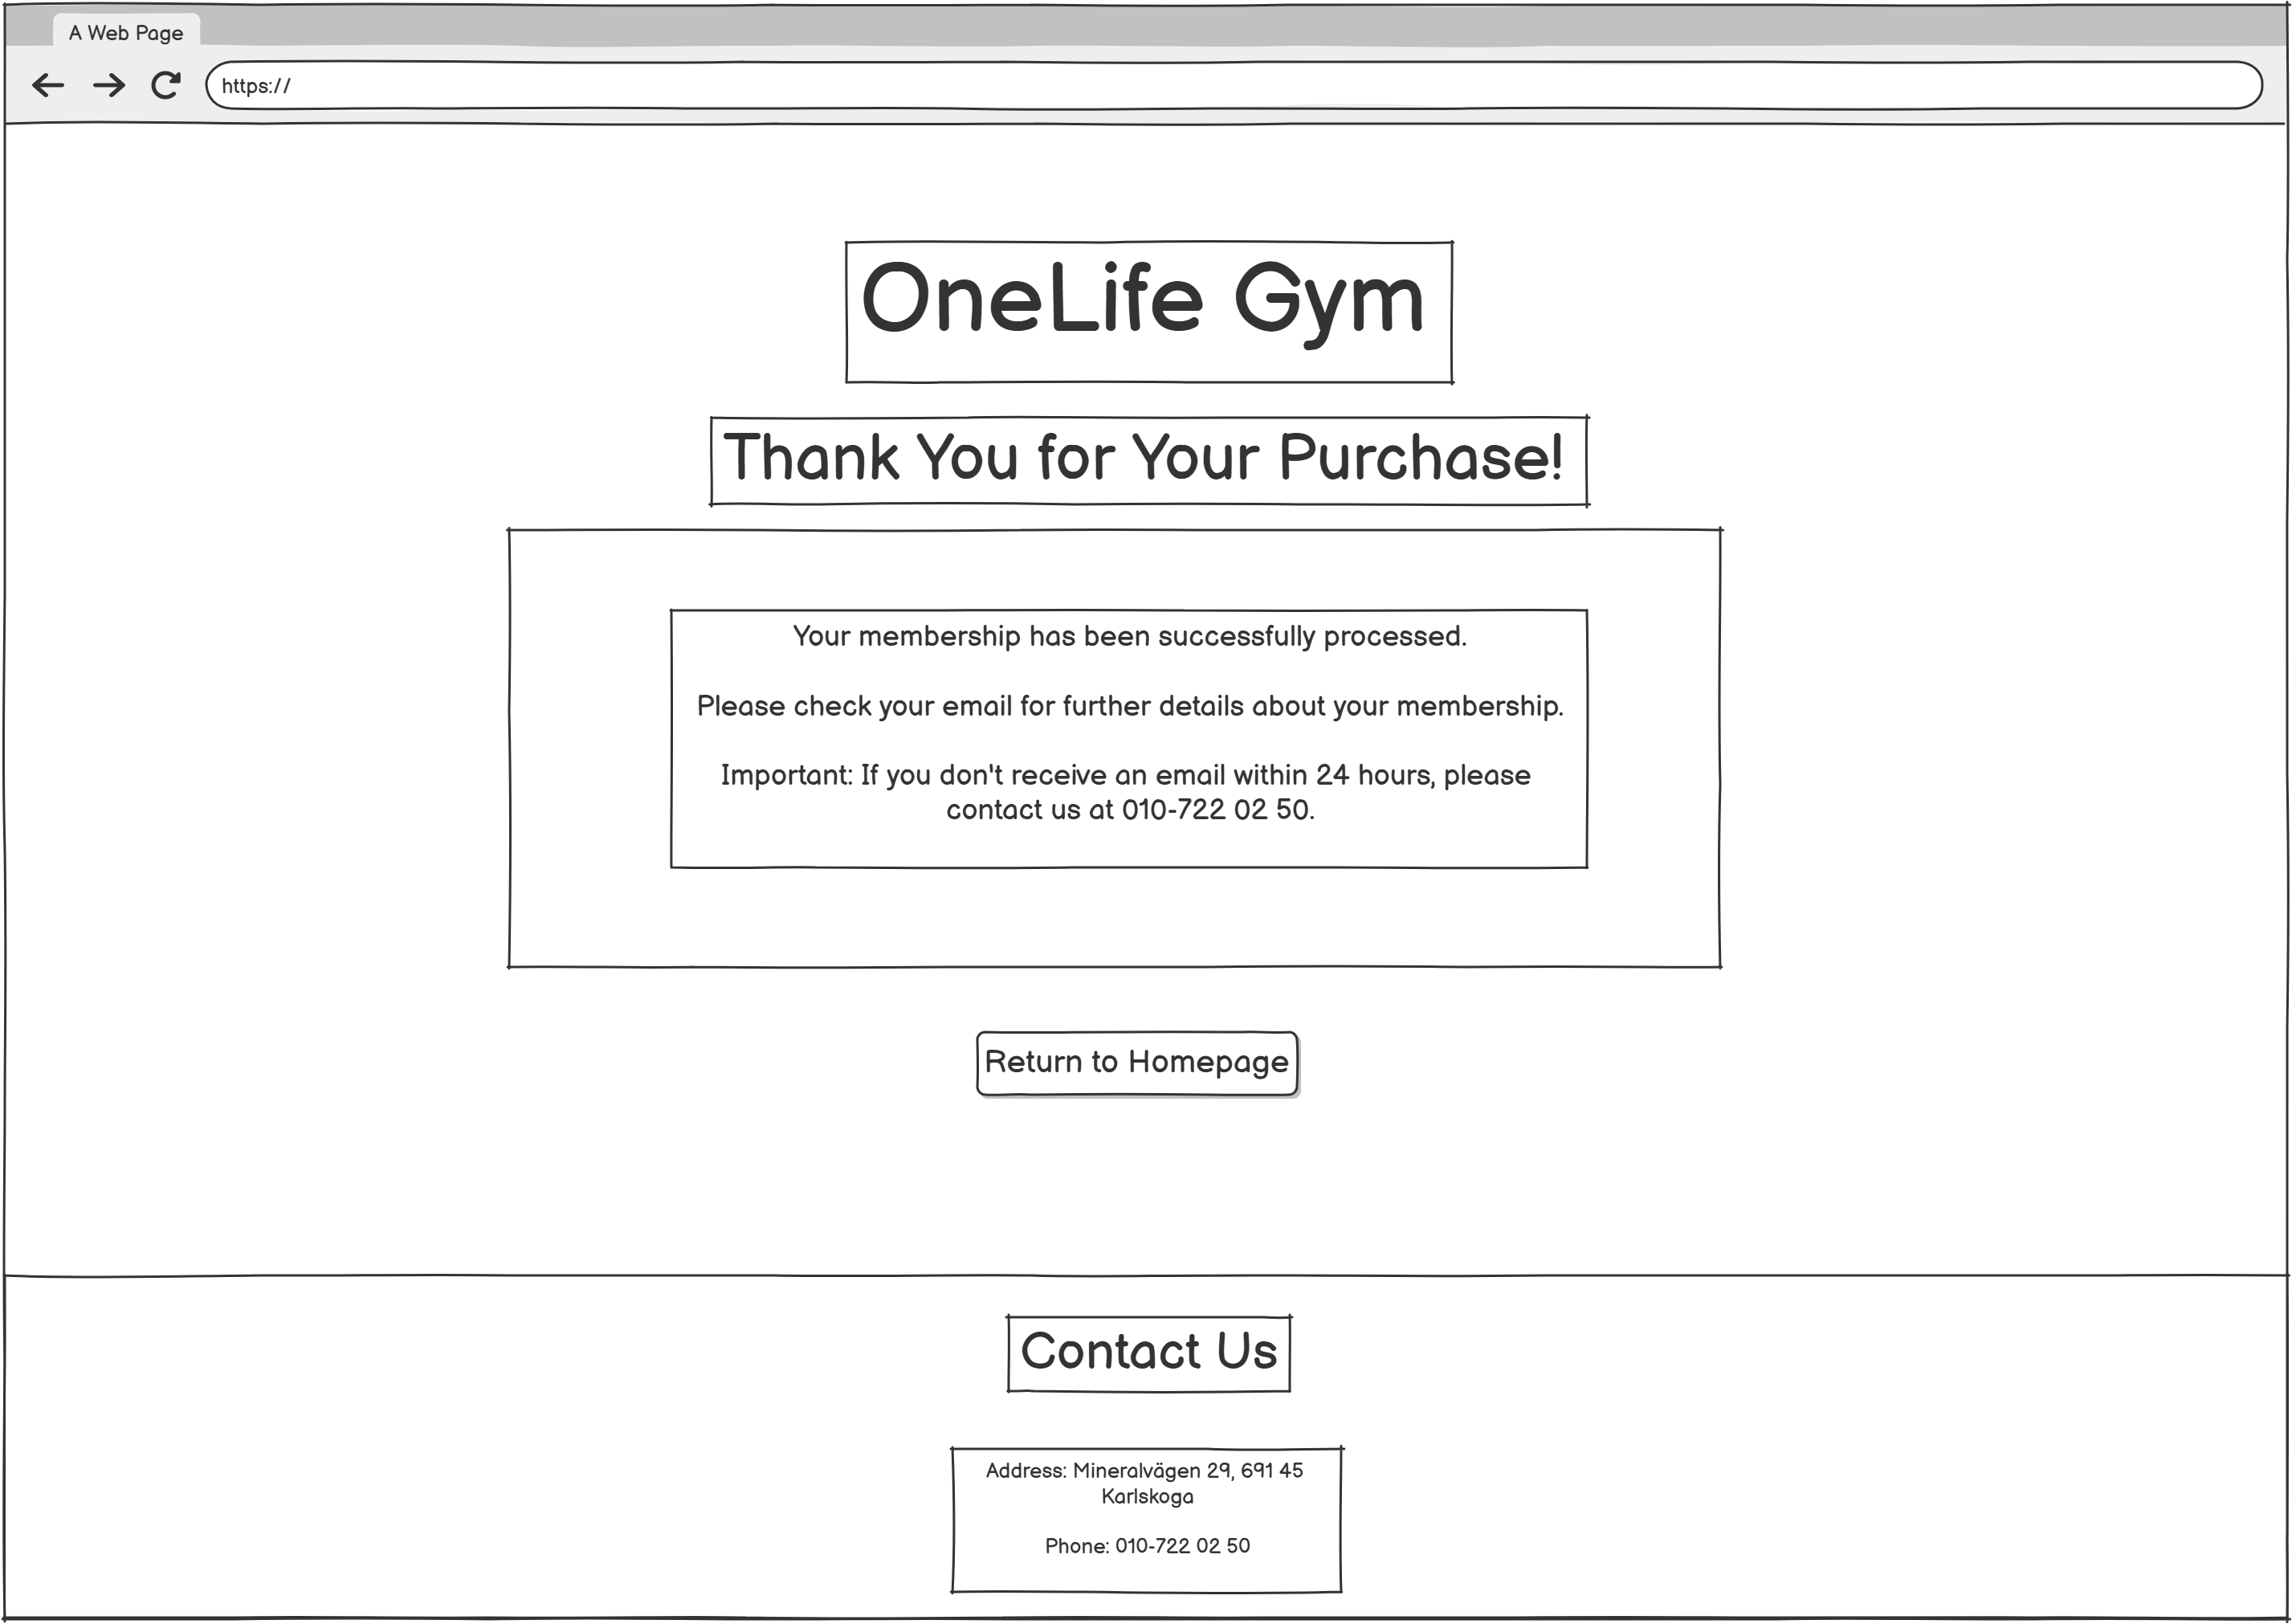 A Web Page
https://
OneLife Gym
Thank You for Your Purchase!
Your membership has been successfully processed.
Please check your email for further details about your membership.
Important: If you don't receive an email within 24 hours, please
contact us at 010-722 02 50.
Return to Homepage
Contact Us
Address: Mineralvägen 29, 691 45
Karlskoga
Phone: 010-722 02 50